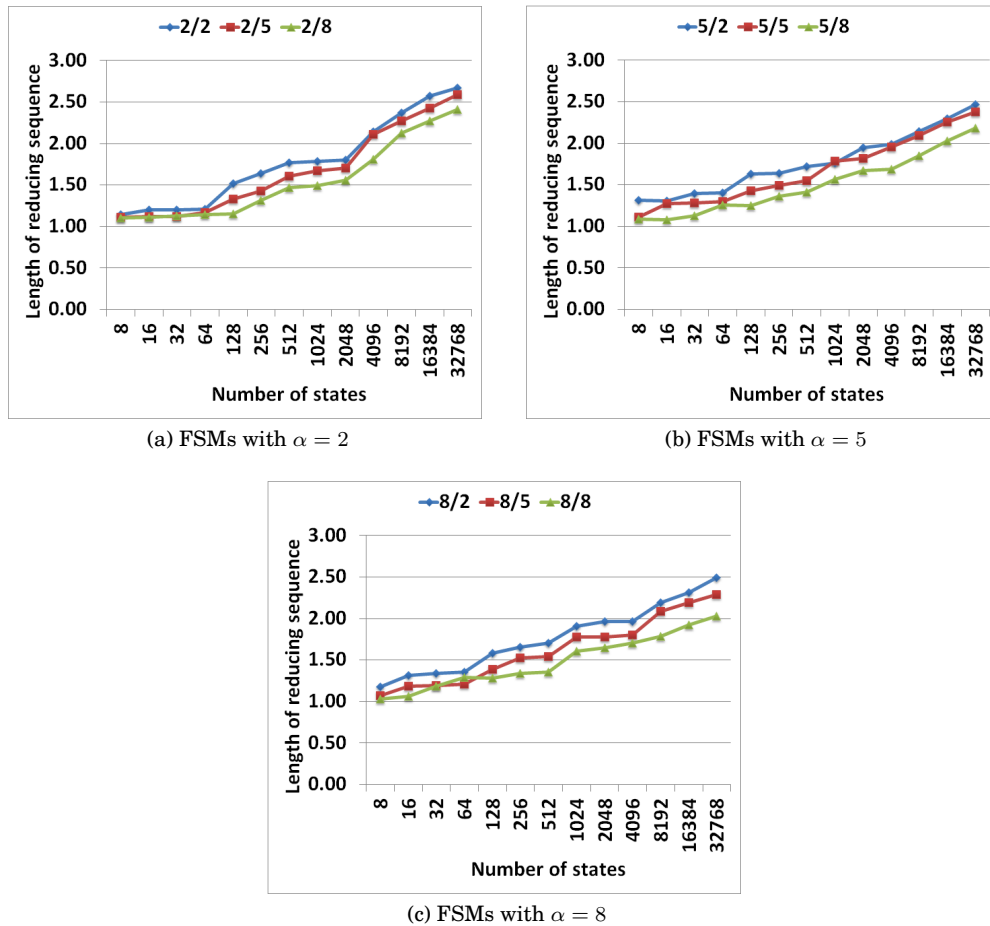 2/2 2/5 2/8
Length of reducing sequence
3.00
2.50
2.00
1.50
1.00
0.50
0.00
8 16 32 64 128 256 512 1024 2048 4096 8192 16384 32768
Number of states
(a) FSMs with α = 2
5/2 5/5 5/8
Length of reducing sequence
3.00
2.50
2.00
1.50
1.00
0.50
0.00
8 16 32 64 128 256 512 1024 2048 4096 8192 16384 32768
Number of states
(b) FSMs with α = 5
8/2 8/5 8/8
Length of reducing sequence
3.00
2.50
2.00
1.50
1.00
0.50
0.00
8 16 32 64 128 256 512 1024 2048 4096 8192 16384 32768
Number of states
(c) FSMs with α = 8